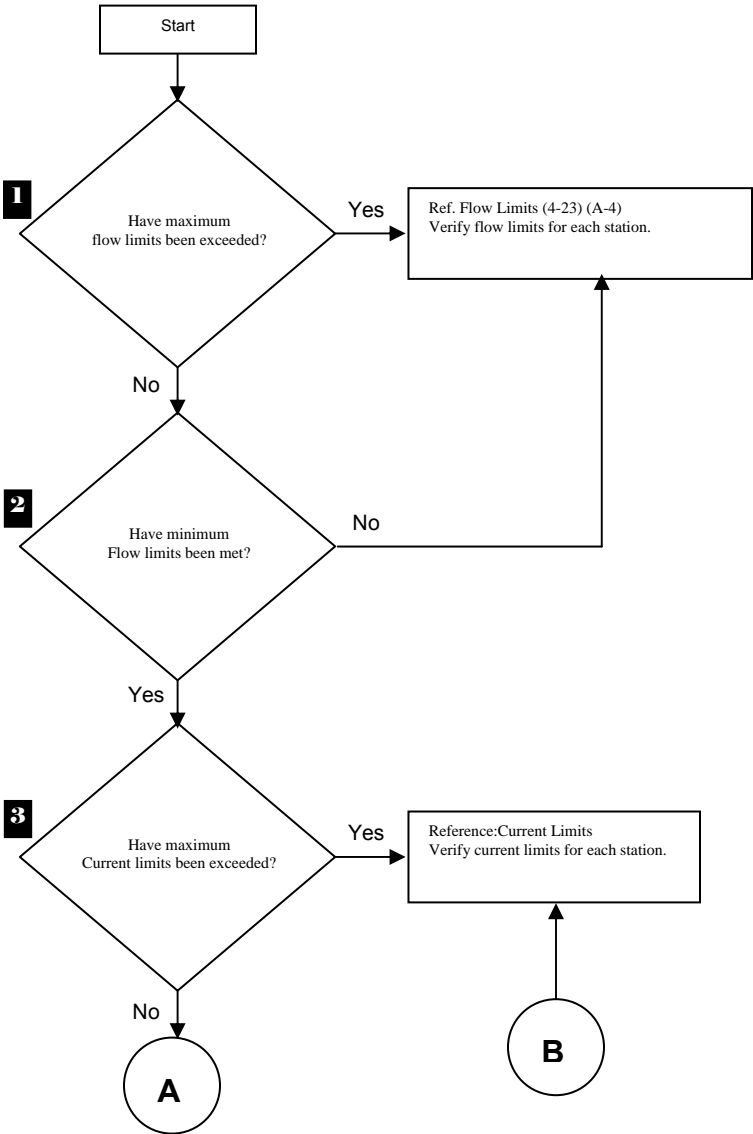 Start
1
Have maximum
flow limits been exceeded?
Yes
Ref. Flow Limits (4-23) (A-4)
Verify flow limits for each station.
No
2
Have minimum
Flow limits been met?
No
Yes
3
Have maximum
Current limits been exceeded?
Yes
Reference:Current Limits
Verify current limits for each station.
No
A
B